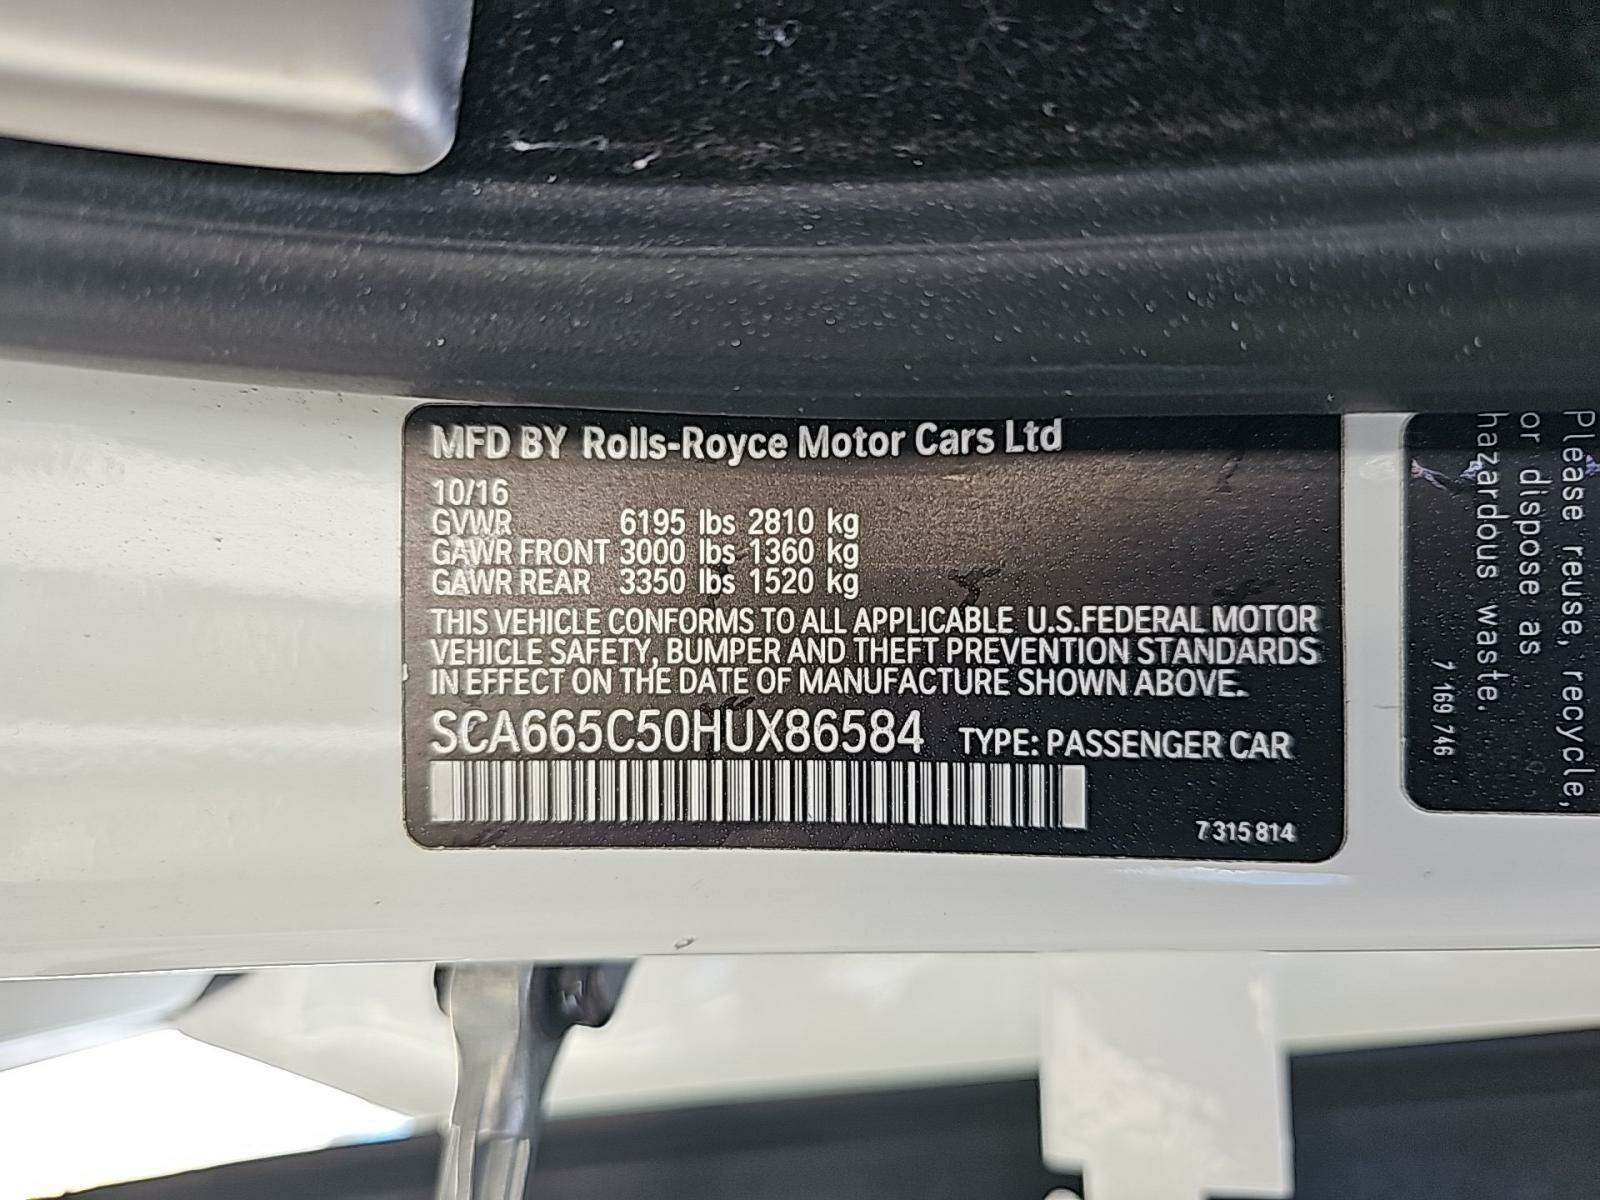 MFD BY Rolls-Royce Motor Cars Ltd
10/16
GVWR 6195 lbs 2810 kg
GAWR FRONT 3000 lbs 1360 kg
GAWR REAR 3350 lbs 1520 kg
THIS VEHICLE CONFORMS TO ALL APPLICABLE U.S.FEDERAL MOTOR
VEHICLE SAFETY, BUMPER AND THEFT PREVENTION STANDARDS
IN EFFECT ON THE DATE OF MANUFACTURE SHOWN ABOVE.
SCA665C50HUX86584 TYPE: PASSENGER CAR
7 315 814
Please reuse, recycle,
or dispose as
hazardous waste.
7 169 746